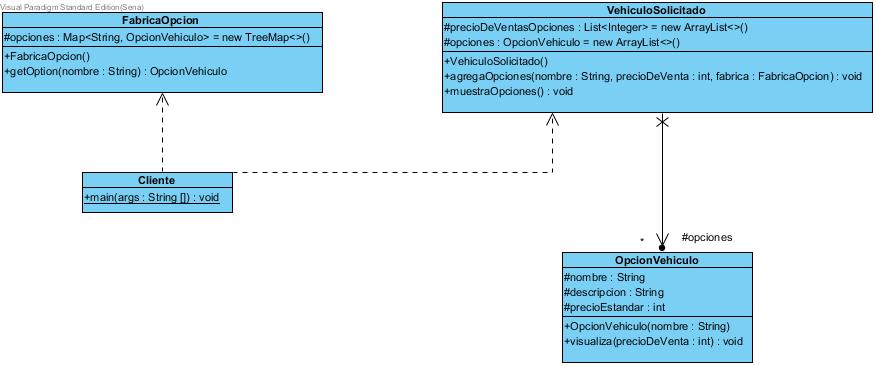 Visual Paradigm Standard Edition(Sena)
FabricaOpcion
#opciones : Map<String, OpcionVehiculo> = new TreeMap<>()
+FabricaOpcion()
+getOption(nombre : String) : OpcionVehiculo
VehiculoSolicitado
#precioDeVentasOpciones : List<Integer> = new ArrayList<>()
#opciones : OpcionVehiculo = new ArrayList<>()
+VehiculoSolicitado()
+agregaOpciones(nombre : String, precioDeVenta : int, fabrica : FabricaOpcion) : void
+muestraOpciones() : void
Cliente
+main(args : String []) : void
* #opciones
OpcionVehiculo
#nombre : String
#descripcion : String
#precioEstandar : int
+OpcionVehiculo(nombre : String)
+visualiza(precioDeVenta : int) : void